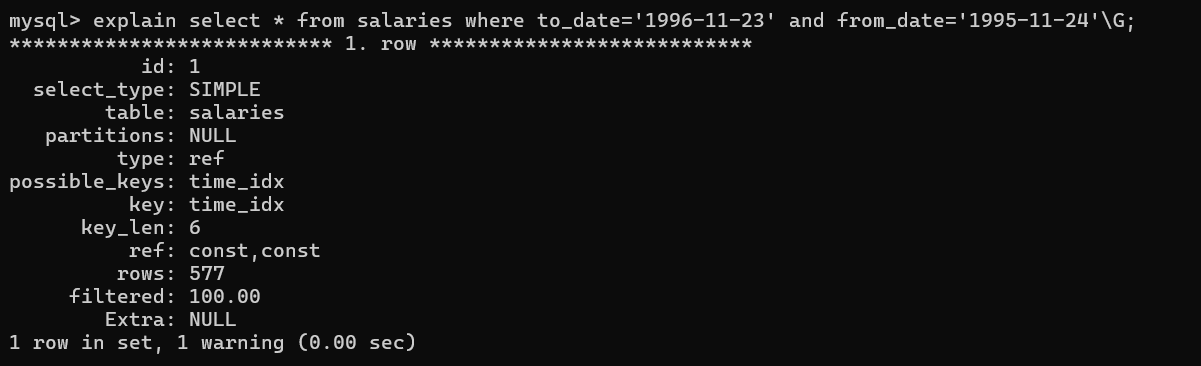 mysql> explain select * from salaries where to_date='1996-11-23' and from_date='1995-11-24'\G;
*************************** 1. row ***************************
           id: 1
  select_type: SIMPLE
        table: salaries
   partitions: NULL
         type: ref
possible_keys: time_idx
          key: time_idx
      key_len: 6
          ref: const,const
         rows: 577
     filtered: 100.00
        Extra: NULL
1 row in set, 1 warning (0.00 sec)